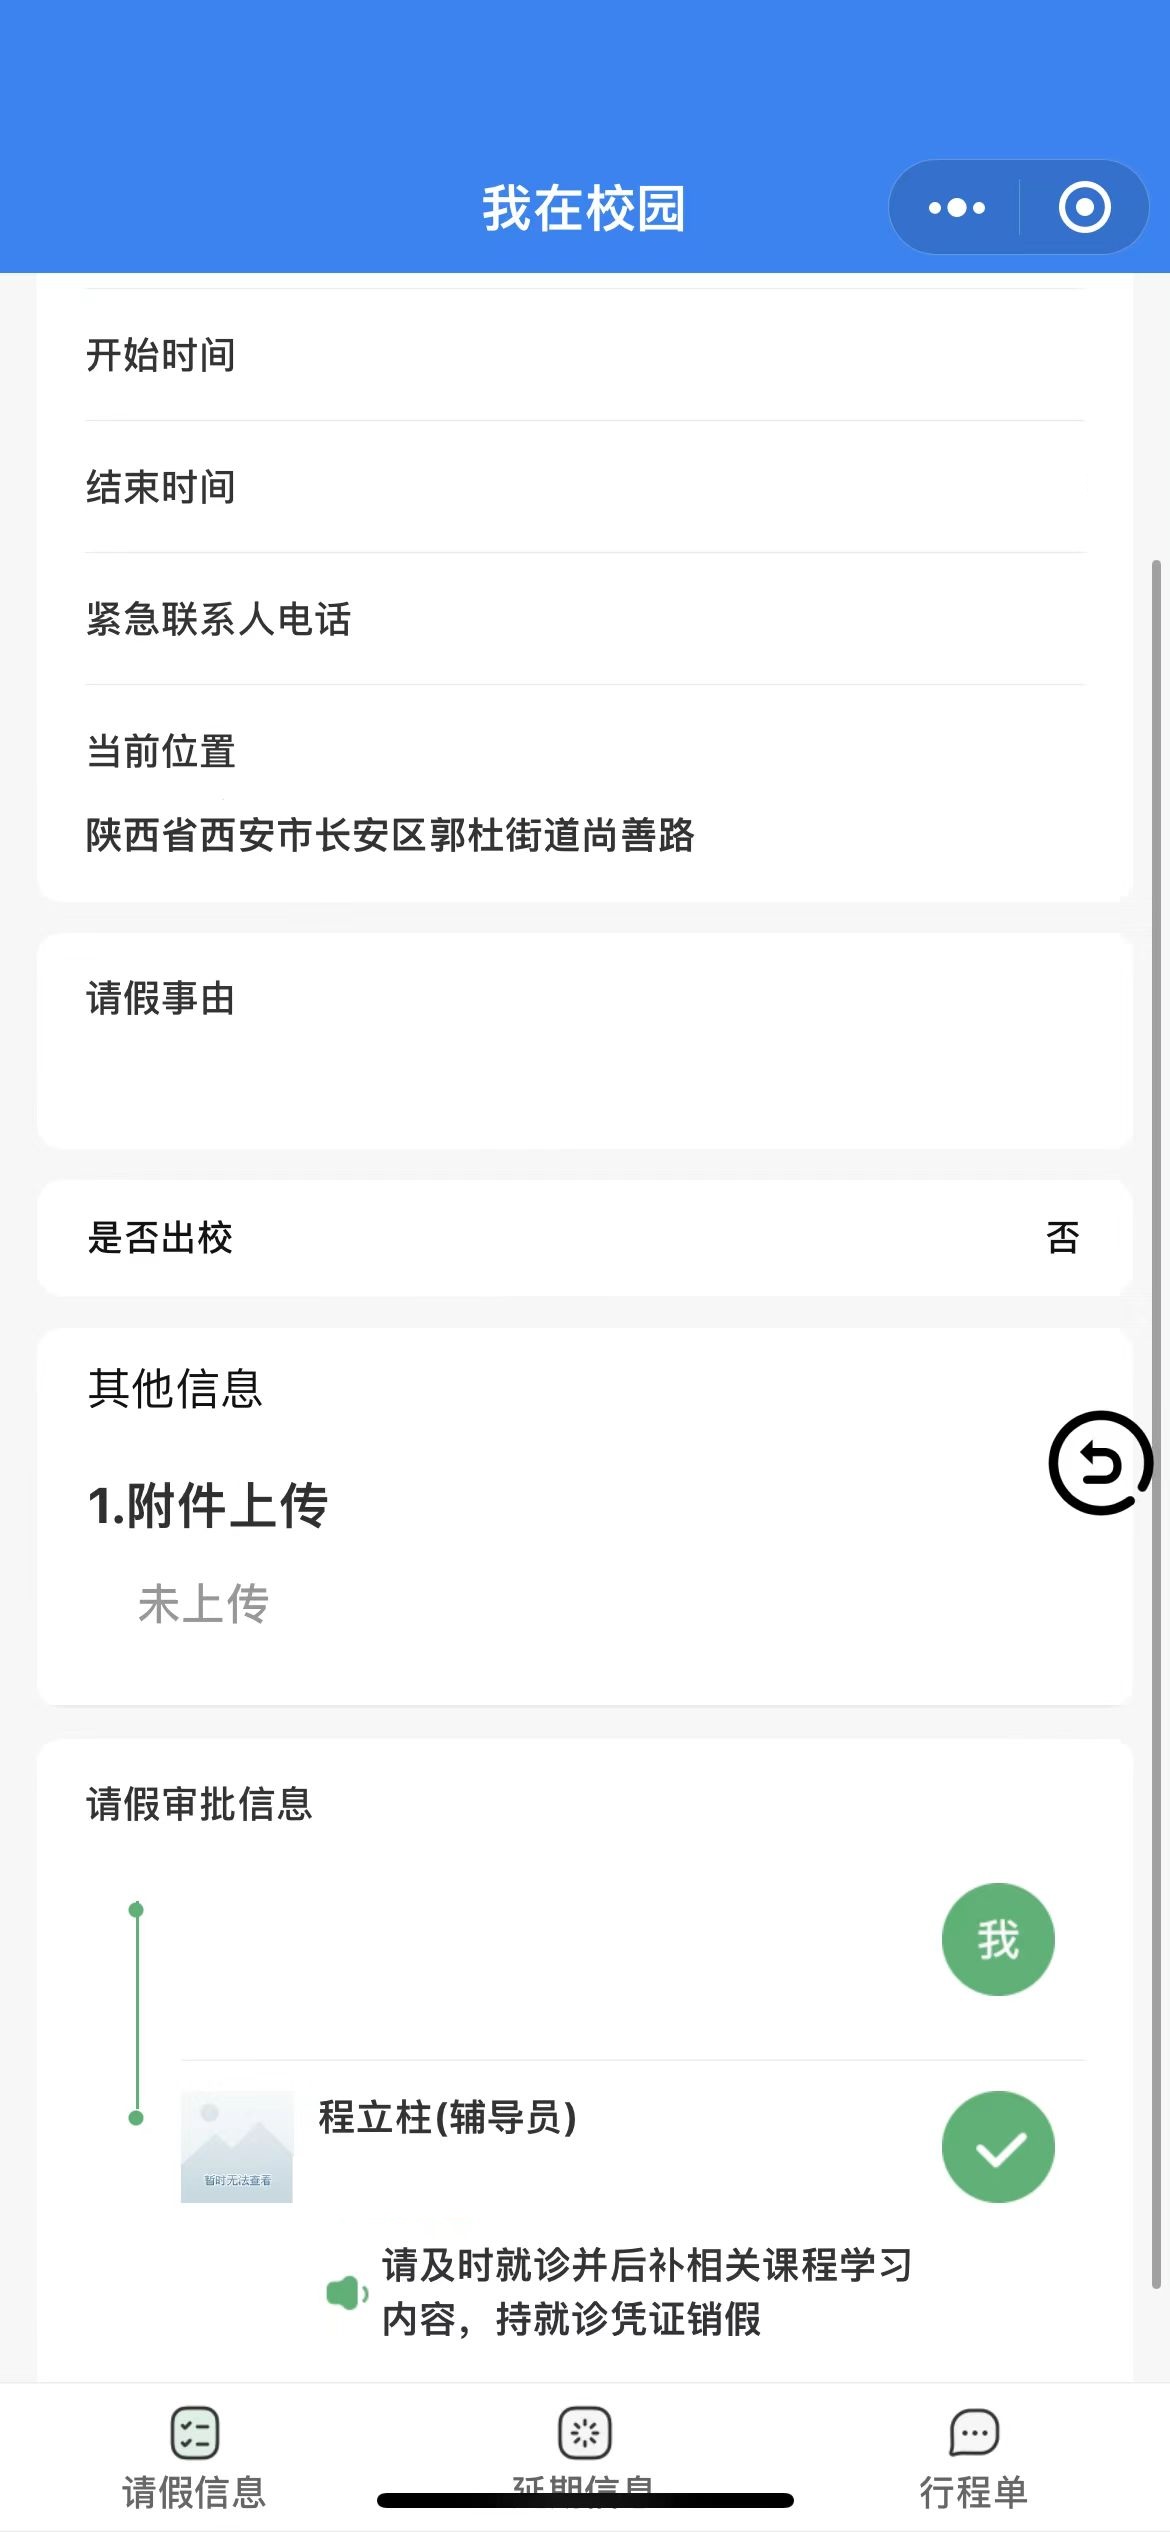 我在校园
开始时间
结束时间
紧急联系人电话
当前位置
陕西省西安市长安区郭杜街道尚善路
请假事由
是否出校 否
其他信息
1.附件上传
未上传
请假审批信息
我
程立柱(辅导员)
暂时无法查看
请及时就诊并后补相关课程学习
内容，持就诊凭证销假
请假信息 延期信息 行程单